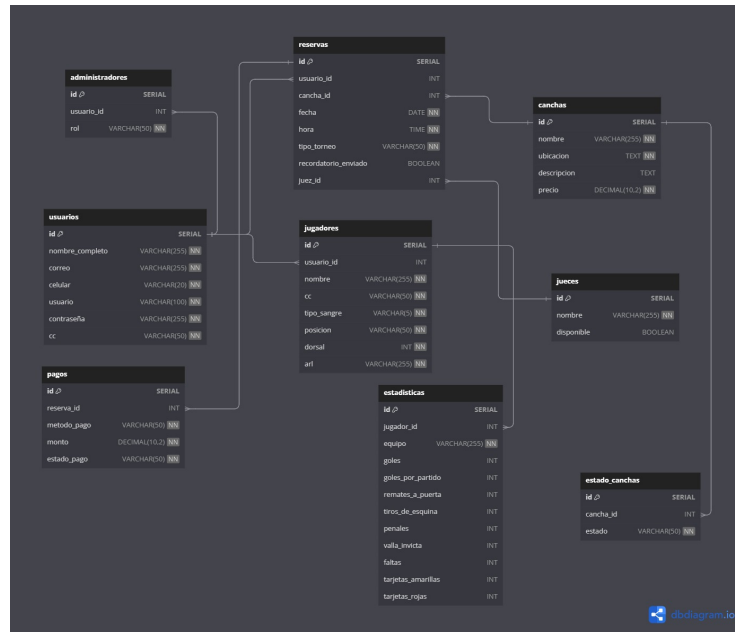 reservas
id SERIAL
usuario_id INT
cancha_id INT
fecha DATE NN
hora TIME NN
tipo_torneo VARCHAR(50) NN
recordatorio_enviado BOOLEAN
juez_id INT
administradores
id SERIAL
usuario_id INT
rol VARCHAR(50) NN
canchas
id SERIAL
nombre VARCHAR(255) NN
ubicacion TEXT NN
descripcion TEXT
precio DECIMAL(10,2) NN
usuarios
id SERIAL
nombre_completo VARCHAR(255) NN
correo VARCHAR(255) NN
celular VARCHAR(20) NN
usuario VARCHAR(100) NN
contraseña VARCHAR(255) NN
cc VARCHAR(50) NN
jugadores
id SERIAL
usuario_id INT
nombre VARCHAR(255) NN
cc VARCHAR(50) NN
tipo_sangre VARCHAR(5) NN
posicion VARCHAR(50) NN
dorsal INT NN
arl VARCHAR(255) NN
jueces
id SERIAL
nombre VARCHAR(255) NN
disponible BOOLEAN
pagos
id SERIAL
reserva_id INT
metodo_pago VARCHAR(50) NN
monto DECIMAL(10,2) NN
estado_pago VARCHAR(50) NN
estadisticas
id SERIAL
jugador_id INT
equipo VARCHAR(255) NN
goles INT
goles_por_partido INT
remates_a_puerta INT
tiros_de_esquina INT
penales INT
valla_invicta INT
faltas INT
tarjetas_amarillas INT
tarjetas_rojas INT
estado_canchas
id SERIAL
cancha_id INT
estado VARCHAR(50) NN
dbdiagram.io